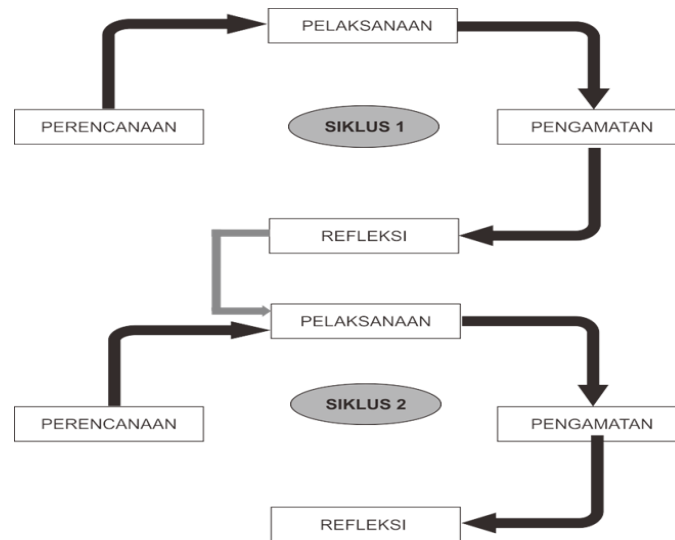 PELAKSANAAN
PERENCANAAN
SIKLUS 1
PENGAMATAN
REFLEKSI
PELAKSANAAN
SIKLUS 2
PERENCANAAN
PENGAMATAN
REFLEKSI